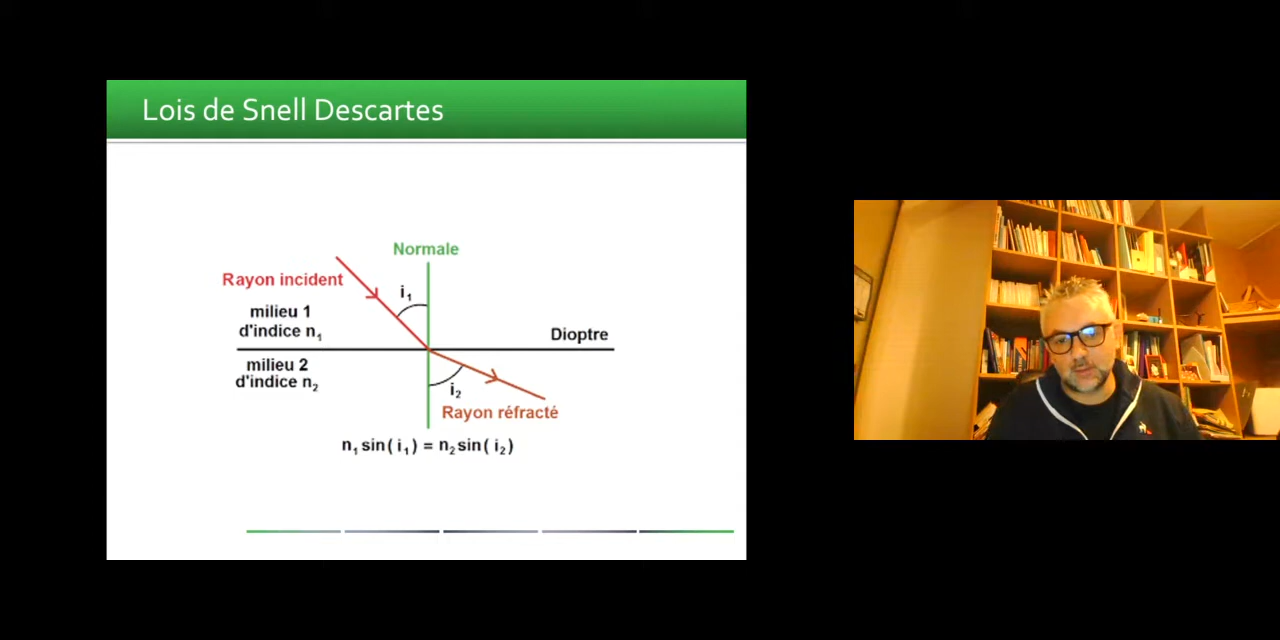 Lois de Snell Descartes
Normale
Rayon incident
i₁
milieu 1
d'indice n₁
Dioptre
milieu 2
d'indice n₂
i₂
Rayon réfracté
n₁ sin( i₁ ) = n₂ sin( i₂ )